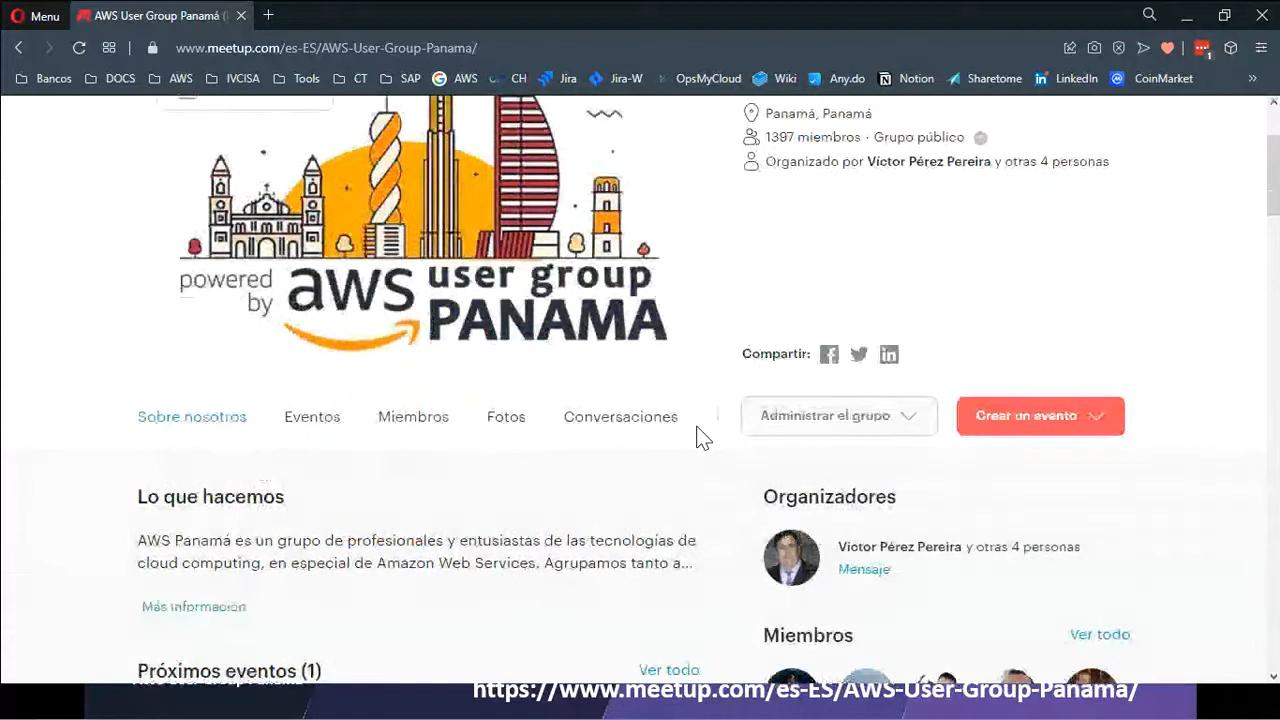 Menu
AWS User Group Panamá (
www.meetup.com/es-ES/AWS-User-Group-Panama/
1
Bancos
DOCS
AWS
IVCISA
Tools
CT
SAP
AWS
CH
Jira
Jira-W
OpsMyCloud
Wiki
Any.do
Notion
Sharetome
LinkedIn
CoinMarket
»
powered by
aws
user group
PANAMA
Panamá, Panamá
1397 miembros · Grupo público
Organizado por Víctor Pérez Pereira y otras 4 personas
Compartir:
Sobre nosotros
Eventos
Miembros
Fotos
Conversaciones
Administrar el grupo
Crear un evento
Lo que hacemos
AWS Panamá es un grupo de profesionales y entusiastas de las tecnologías de
cloud computing, en especial de Amazon Web Services. Agrupamos tanto a...
Más información
Próximos eventos (1)
Ver todo
Organizadores
Víctor Pérez Pereira y otras 4 personas
Mensaje
Miembros
Ver todo
https://www.meetup.com/es-ES/AWS-User-Group-Panama/